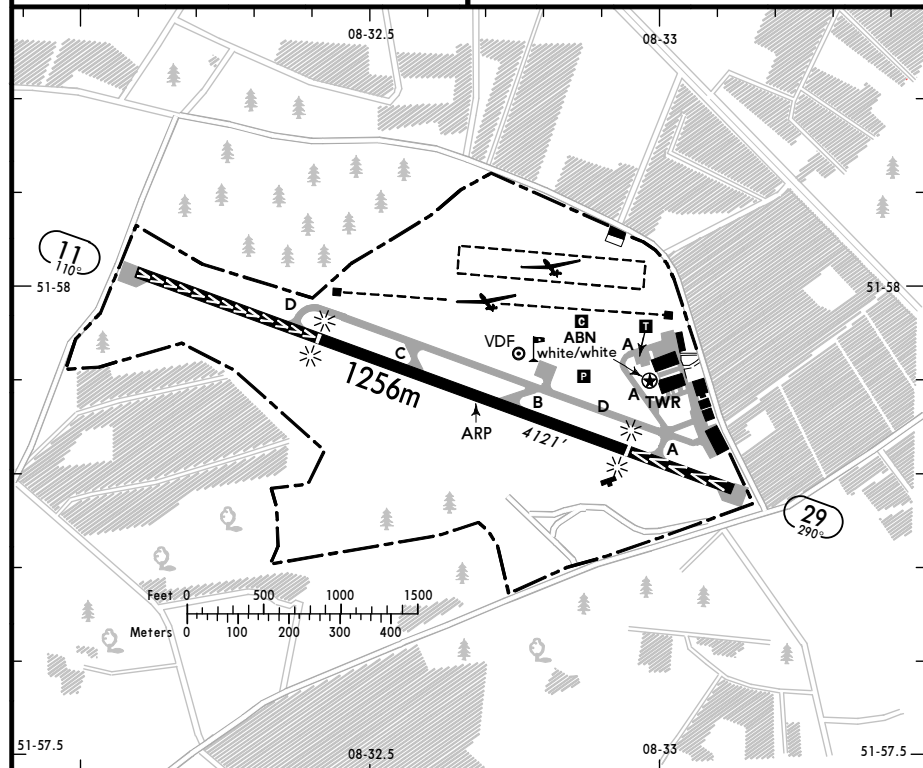 08-32.5
08-33
11
110°
51-58
D
C
T
ABN
A
VDF
white/white
C
P
1256m
A
TWR
B
D
ARP
4121'
A
29
290°
Feet 0 500 1000 1500
Meters 0 100 200 300 400
51-57.5
08-32.5
08-33
51-57.5